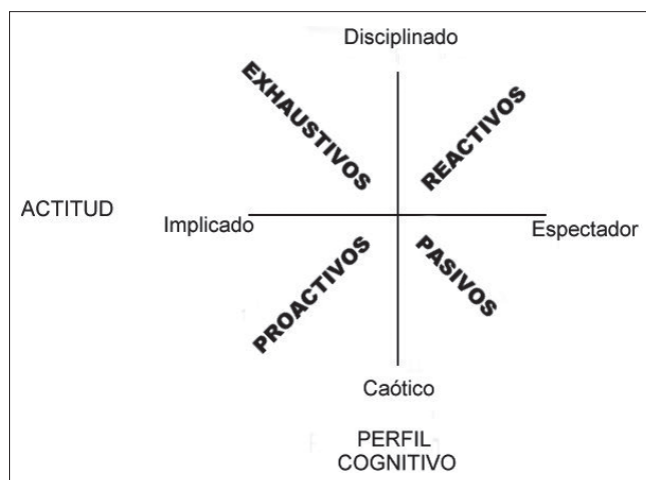 Disciplinado
EXHAUSTIVOS
REACTIVOS
ACTITUD
Implicado
Espectador
PROACTIVOS
PASIVOS
Caótico
PERFIL
COGNITIVO